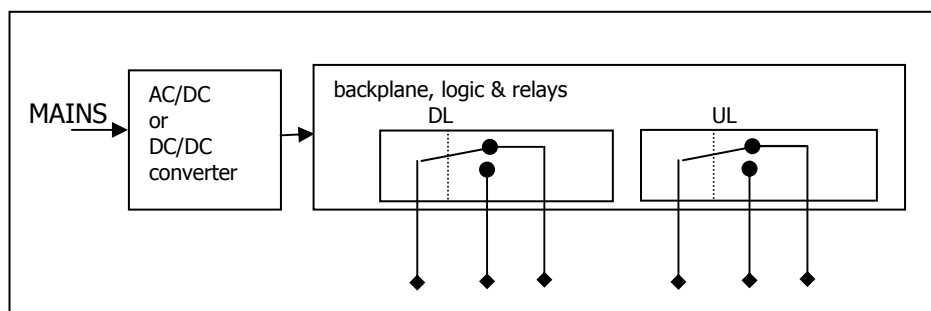 MAINS
AC/DC
or
DC/DC
converter
backplane, logic & relays
DL
UL